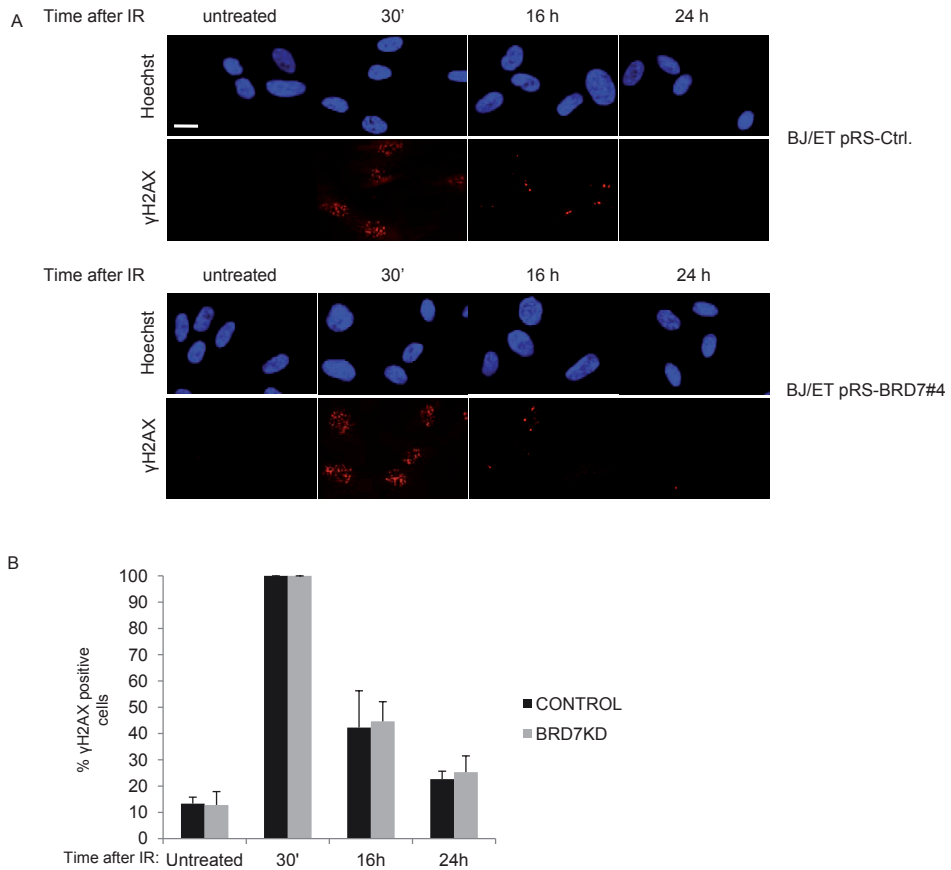 A
Time after IR untreated 30' 16 h 24 h
Hoechst
γH2AX
BJ/ET pRS-Ctrl.
Time after IR untreated 30' 16 h 24 h
Hoechst
γH2AX
BJ/ET pRS-BRD7#4
B
% γH2AX positive
cells
100
90
80
70
60
50
40
30
20
10
0
CONTROL
BRD7KD
Time after IR: Untreated 30' 16h 24h